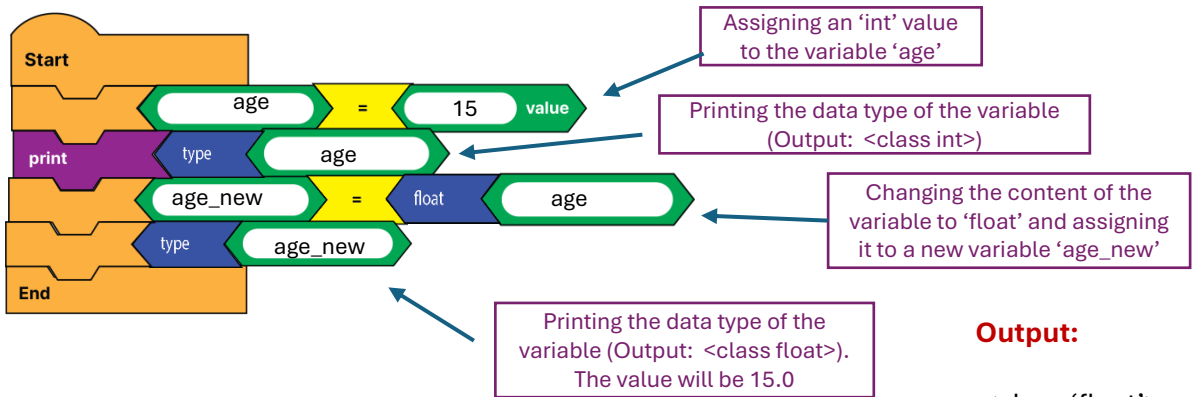 Start
age = 15 value
print type age
age_new = float age
type age_new
End
Assigning an ‘int’ value
to the variable ‘age’
Printing the data type of the variable
(Output: <class int>)
Changing the content of the
variable to ‘float’ and assigning
it to a new variable ‘age_new’
Printing the data type of the
variable (Output: <class float>).
The value will be 15.0
Output: